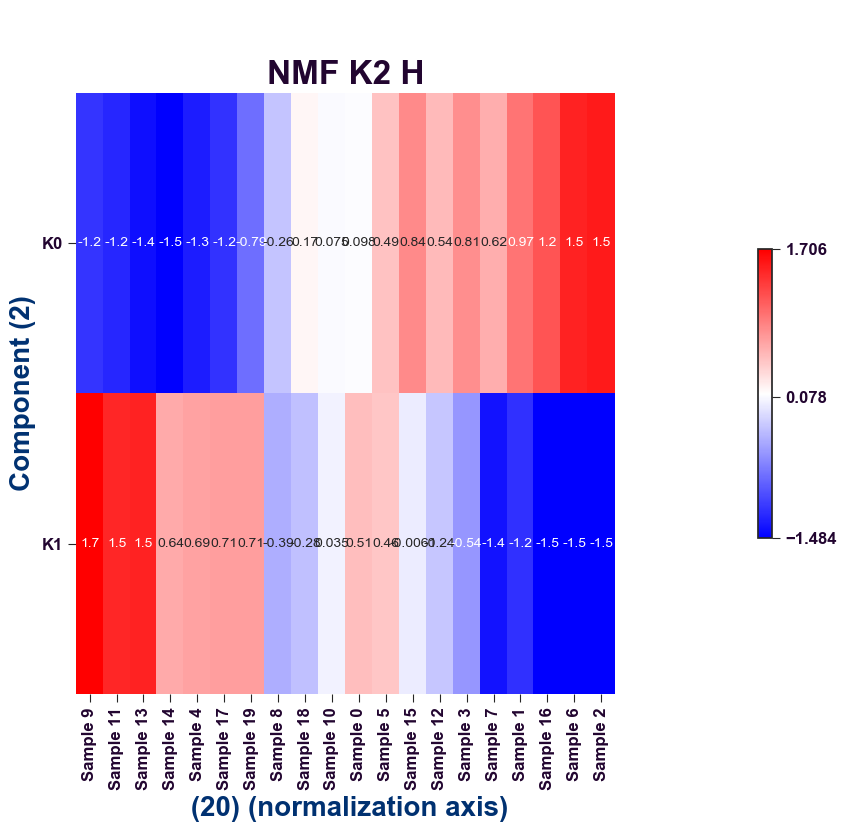 NMF K2 H
K0
-1.2 -1.2 -1.4 -1.5 -1.3 -1.2 -0.79 -0.26 0.17 0.075 0.098 0.49 0.84 0.54 0.81 0.62 0.97 1.2 1.5 1.5
K1
1.7 1.5 1.5 0.64 0.69 0.71 0.71 -0.39 -0.28 0.035 0.51 0.46 -0.0061 -0.24 -0.54 -1.4 -1.2 -1.5 -1.5 -1.5
Component (2)
Sample 9
Sample 11
Sample 13
Sample 14
Sample 4
Sample 17
Sample 19
Sample 8
Sample 18
Sample 10
Sample 0
Sample 5
Sample 15
Sample 12
Sample 3
Sample 7
Sample 1
Sample 16
Sample 6
Sample 2
(20) (normalization axis)
1.706
0.078
−1.484